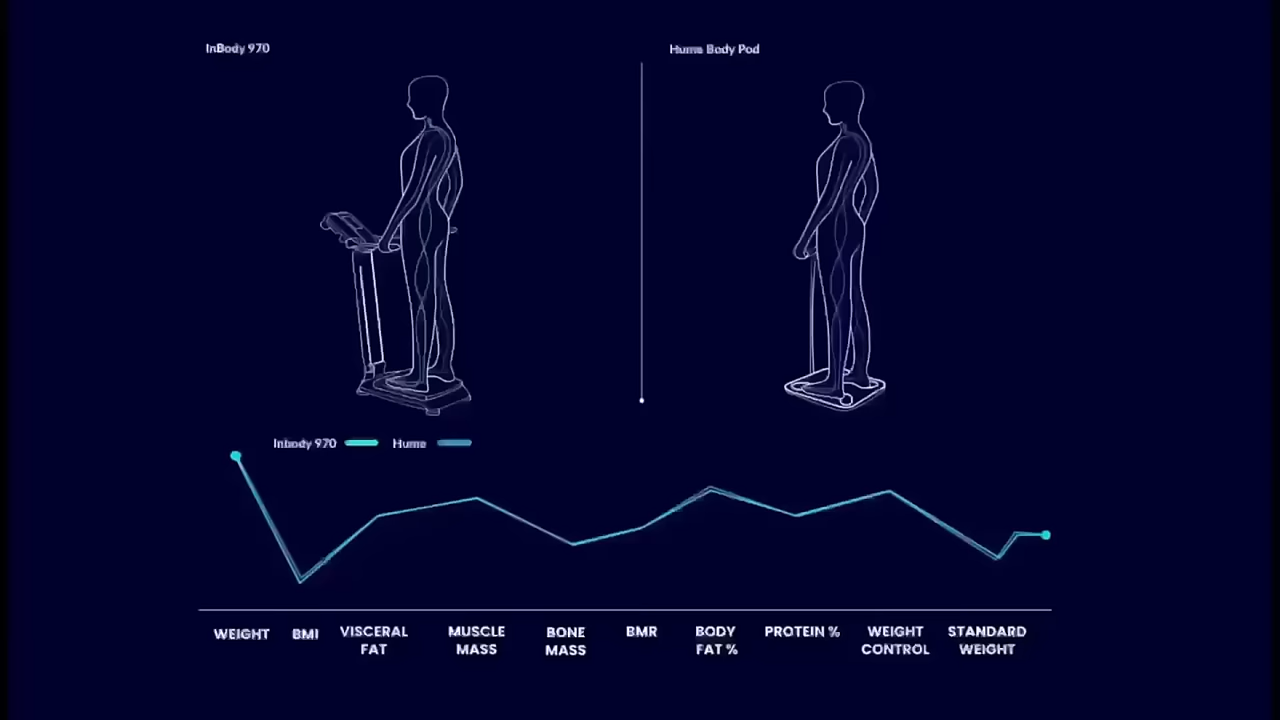 InBody 970
Hume Body Pod
Inbody 970
Hume
WEIGHT
BMI
VISCERAL
FAT
MUSCLE
MASS
BONE
MASS
BMR
BODY
FAT %
PROTEIN %
WEIGHT
CONTROL
STANDARD
WEIGHT